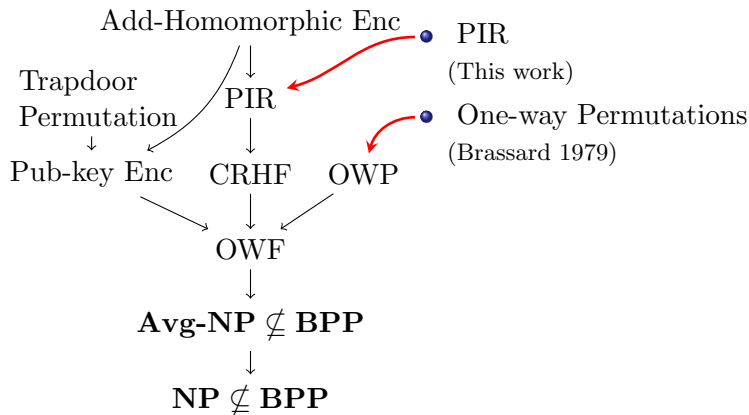 Add-Homomorphic Enc
PIR
(This work)
Trapdoor
Permutation
PIR
One-way Permutations
(Brassard 1979)
Pub-key Enc
CRHF
OWP
OWF
Avg-NP ⊈ BPP
NP ⊈ BPP